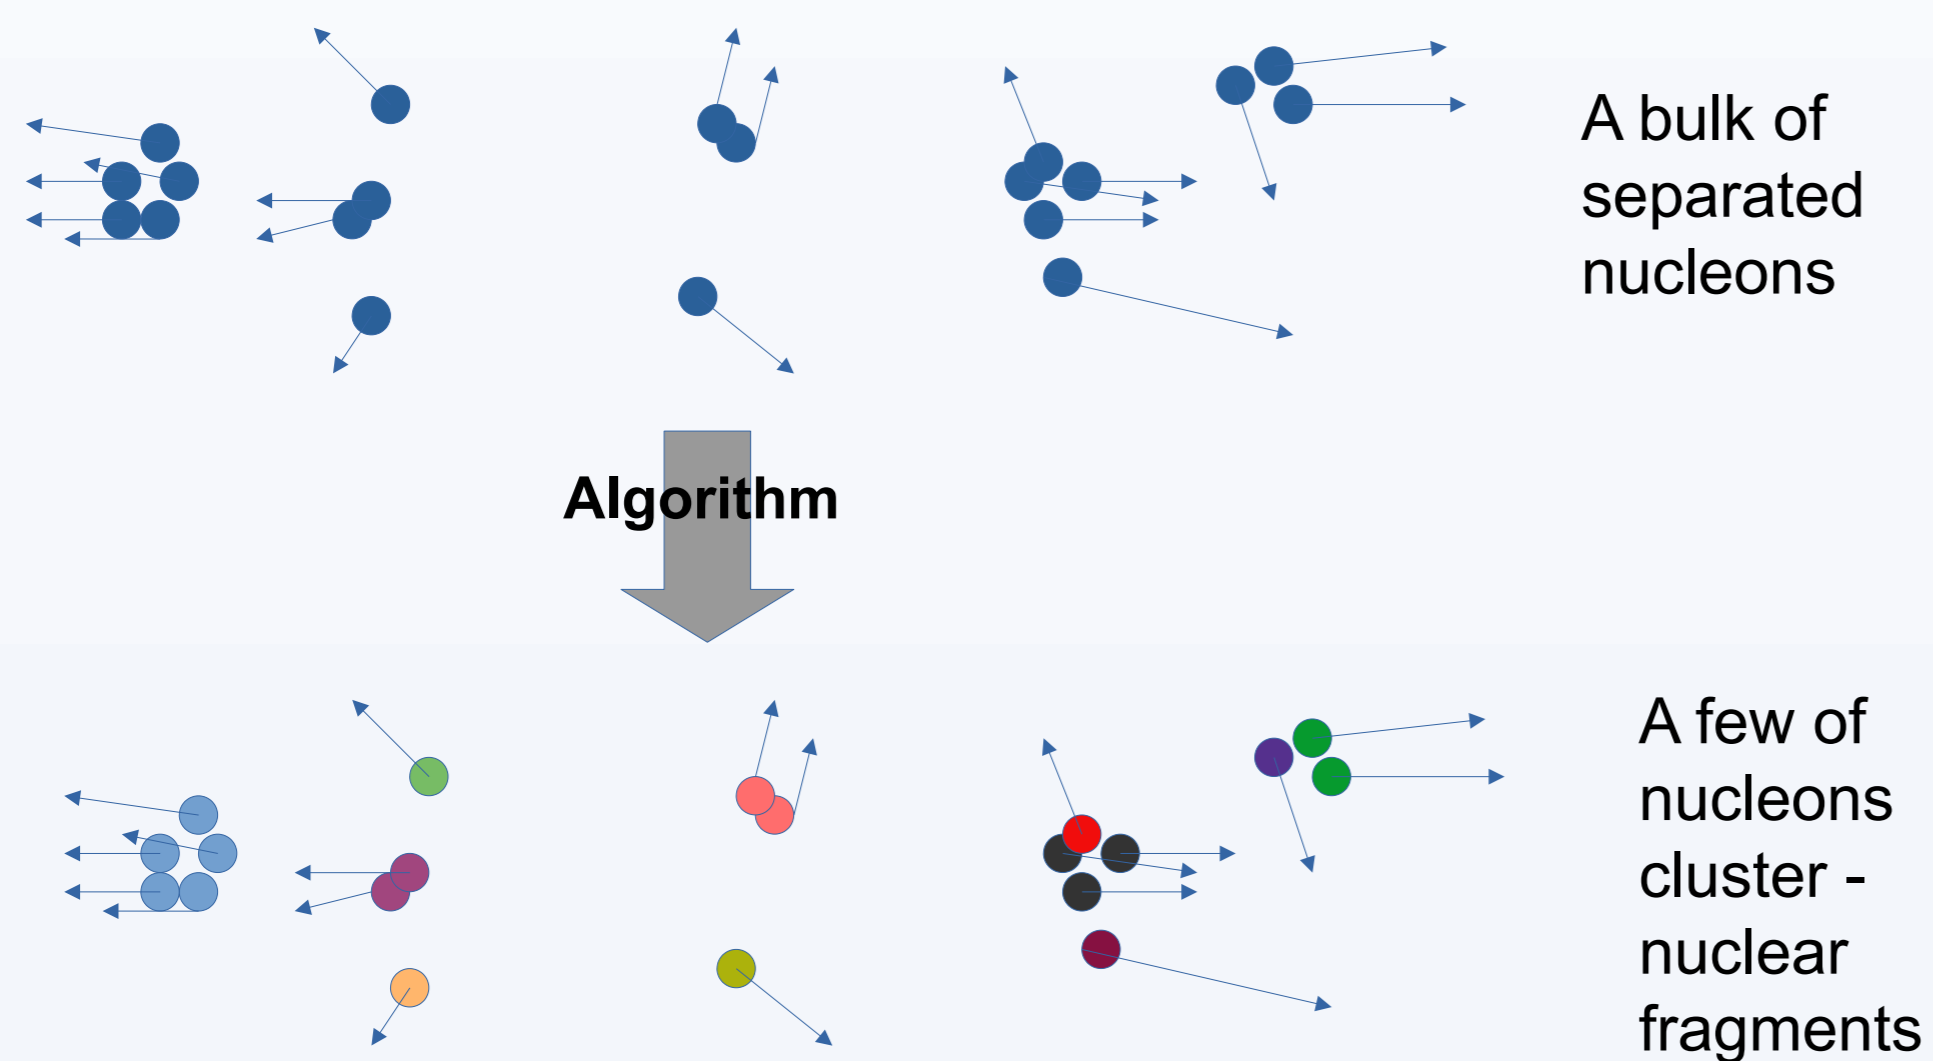 A bulk of
separated
nucleons
Algorithm
A few of
nucleons
cluster -
nuclear
fragments